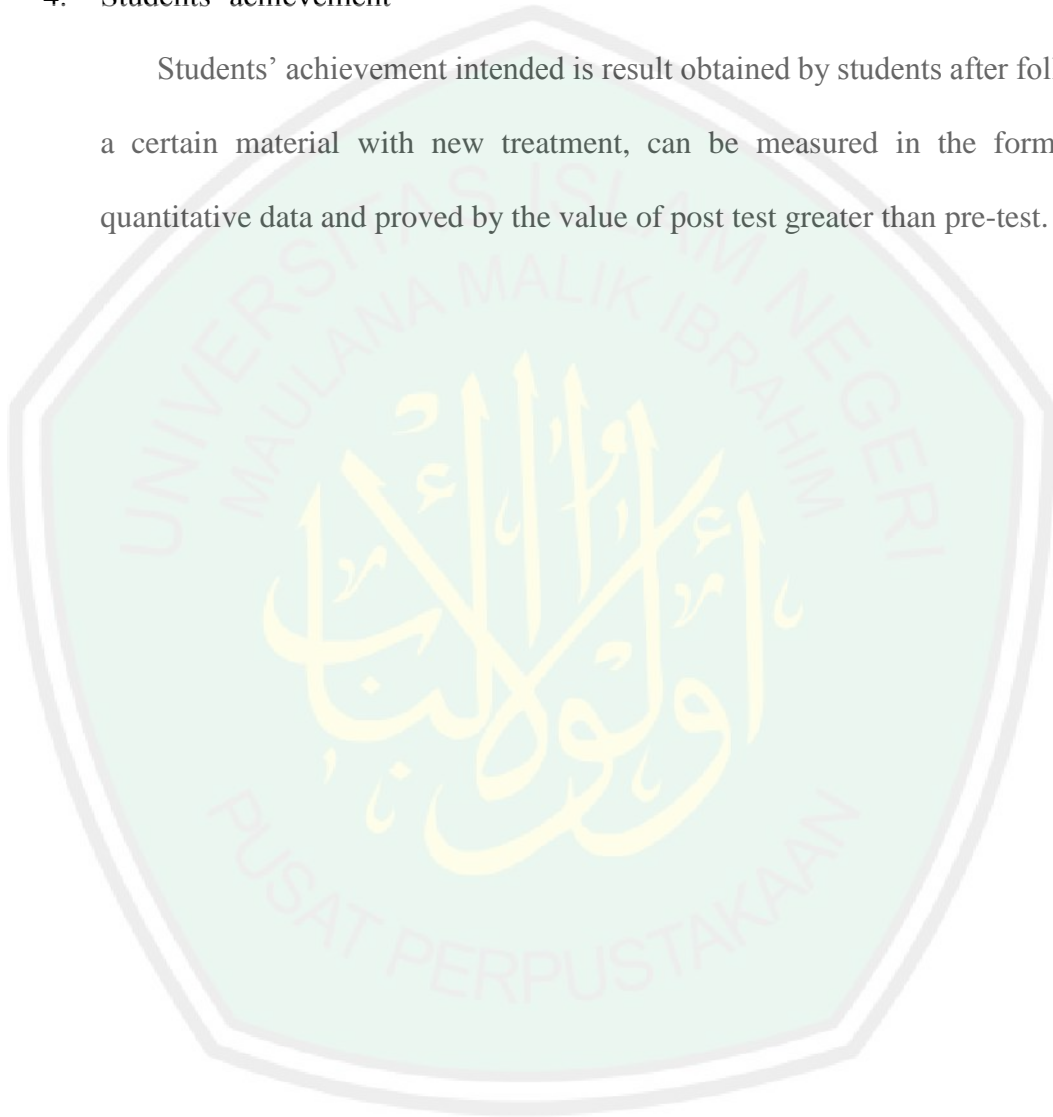 4. Students' achievement
Students' achievement intended is result obtained by students after fol
a certain material with new treatment, can be measured in the form
quantitative data and proved by the value of post test greater than pre-test.
UNIVERSITAS ISLAM NEGERI
MAULANA MALIK IBRAHIM
أولوا الألباب
PUSAT PERPUSTAKAAN